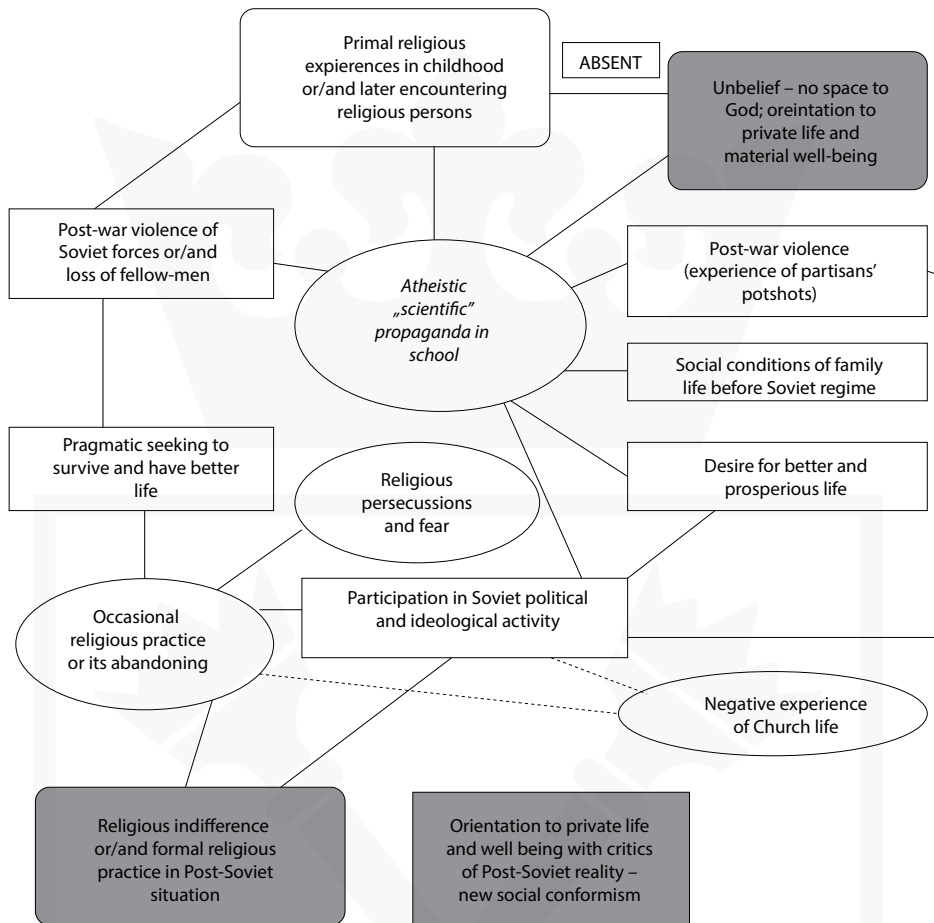 Primal religious
expierences in childhood
or/and later encountering
religious persons
ABSENT
Unbelief – no space to
God; oreintation to
private life and
material well-being
Post-war violence of
Soviet forces or/and
loss of fellow-men
Atheistic
„scientific”
propaganda in
school
Post-war violence
(experience of partisans’
potshots)
Social conditions of family
life before Soviet regime
Pragmatic seeking to
survive and have better
life
Religious
persecussions
and fear
Desire for better and
prosperious life
Occasional
religious practice
or its abandoning
Participation in Soviet political
and ideological activity
Negative experience
of Church life
Religious indifference
or/and formal religious
practice in Post-Soviet
situation
Orientation to private life
and well being with critics
of Post-Soviet reality –
new social conformism